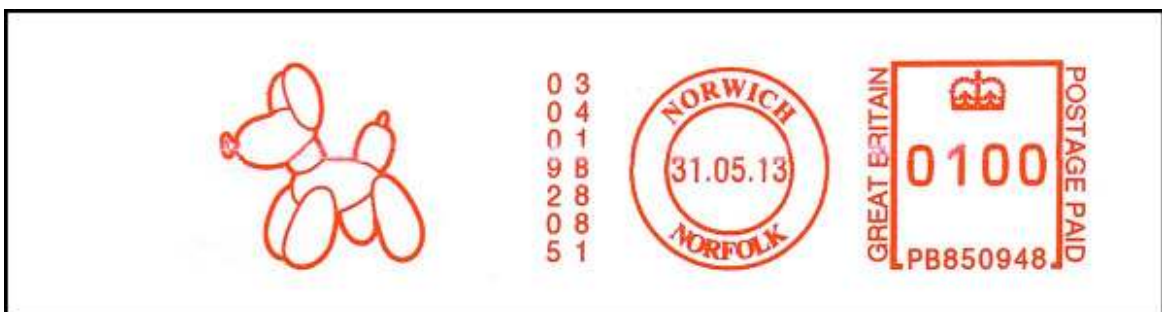 0 3
0 4
0 1
9 B
2 8
0 8
5 1
NORWICH
31.05.13
NORFOLK
GREAT BRITAIN
0100
PB850948
POSTAGE PAID